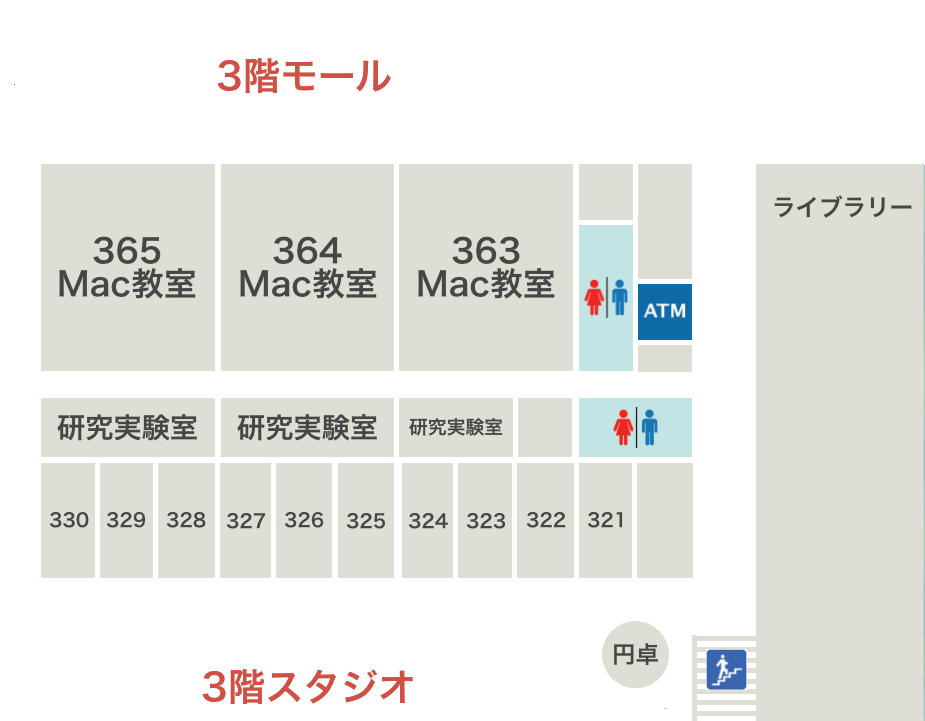 3階モール
365
Mac教室
364
Mac教室
363
Mac教室
ライブラリー
ATM
研究実験室
研究実験室
研究実験室
330
329
328
327
326
325
324
323
322
321
円卓
3階スタジオ